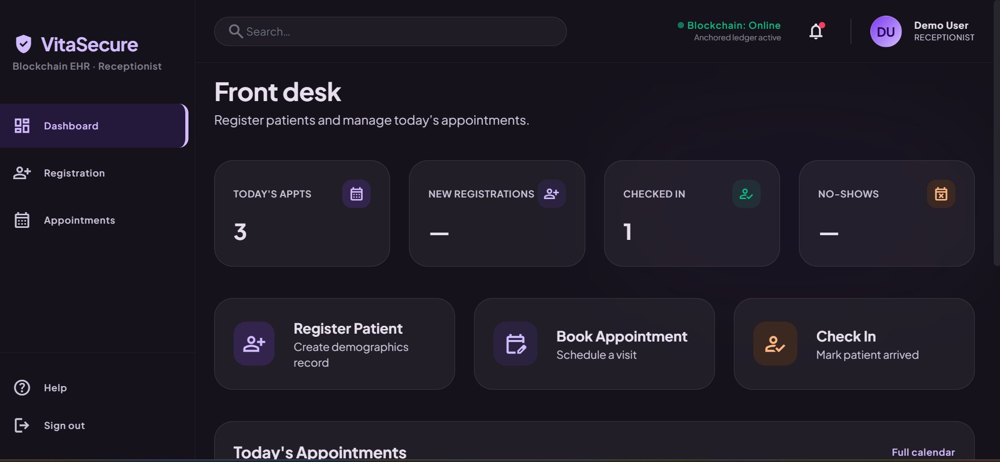 VitaSecure
Blockchain EHR · Receptionist
Dashboard
Registration
Appointments
Help
Sign out
Search...
Blockchain: Online
Anchored ledger active
DU
Demo User
RECEPTIONIST
Front desk
Register patients and manage today’s appointments.
TODAY'S APPTS
3
NEW REGISTRATIONS
—
CHECKED IN
1
NO-SHOWS
—
Register Patient
Create demographics
record
Book Appointment
Schedule a visit
Check In
Mark patient arrived
Today's Appointments
Full calendar